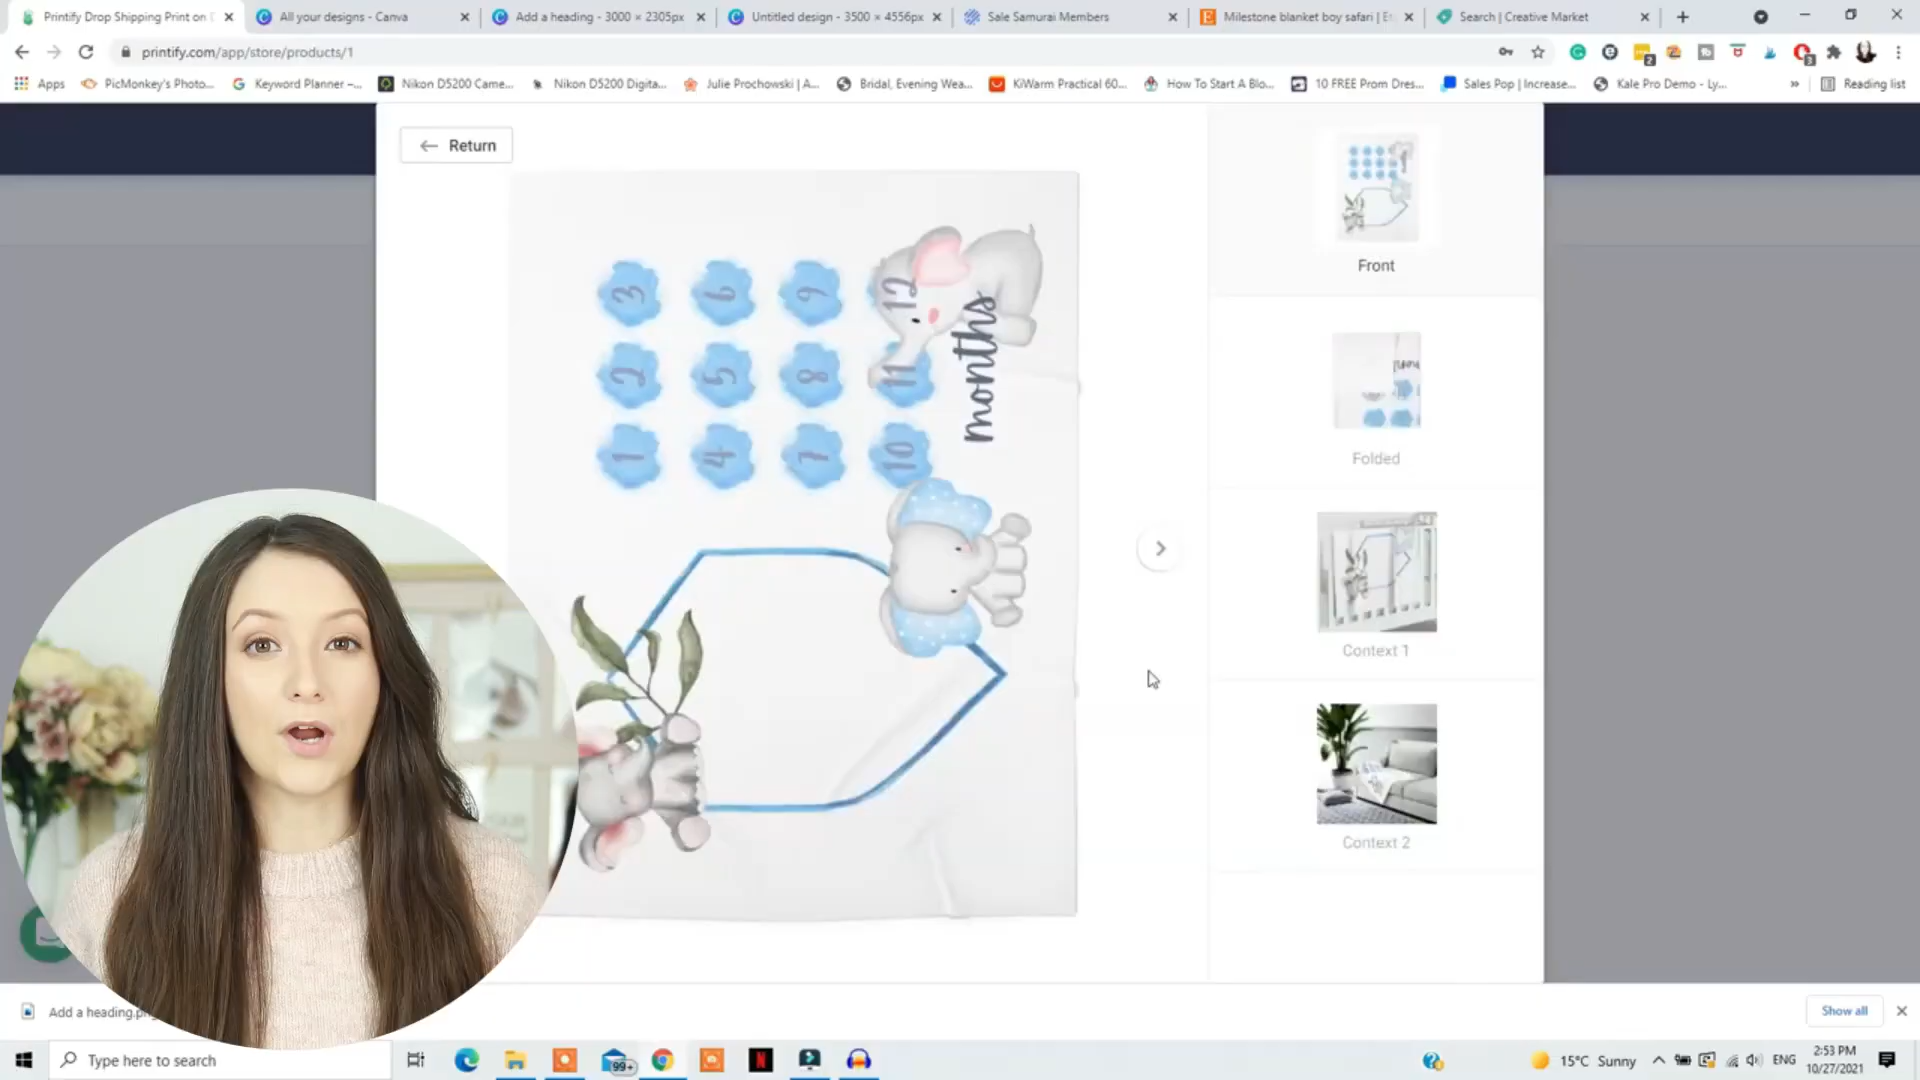 Printify Drop Shipping Print on D
All your designs - Canva
Add a heading - 3000 × 2305px
Untitled design - 3500 × 4556px
Sale Samurai Members
Milestone blanket boy safari | Et
Search | Creative Market
printify.com/app/store/products/1
Apps
PicMonkey's Photo...
Keyword Planner –...
Nikon D5200 Came...
Nikon D5200 Digita...
Julie Prochowski | A...
Bridal, Evening Wea...
KiWarm Practical 60...
How To Start A Blo...
10 FREE Prom Dres...
Sales Pop | Increase...
Kale Pro Demo - Ly...
Reading list
Return
3 6 9 12
2 5 8 11
1 4 7 10
months
Front
Folded
Context 1
Context 2
Add a heading.png
Show all
Type here to search
99+
15°C Sunny
ENG
2:53 PM
10/27/2021